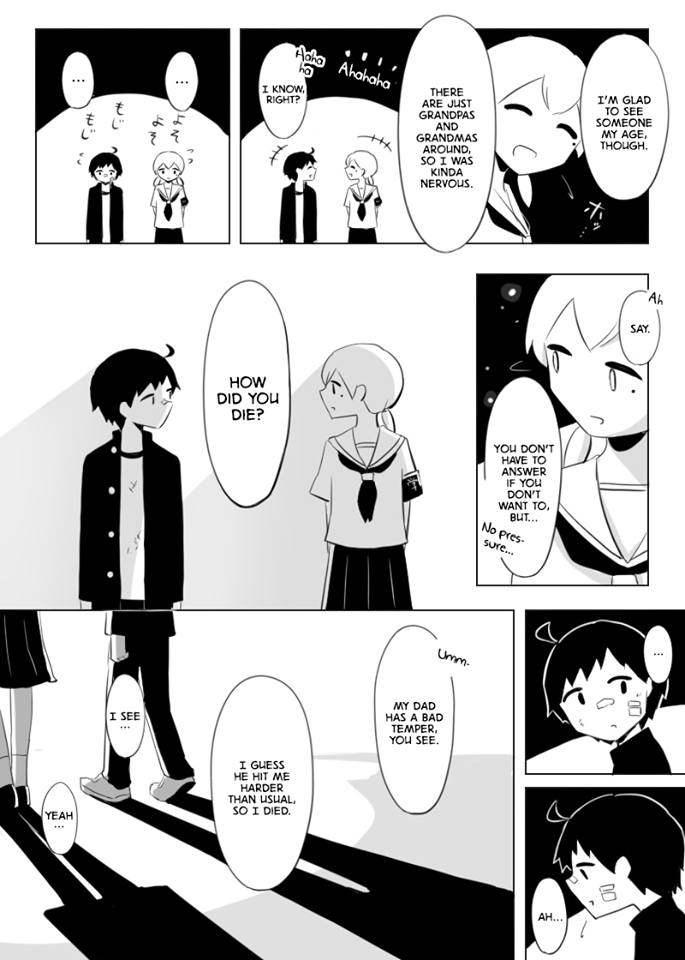 I'M GLAD
TO SEE
SOMEONE
MY AGE,
THOUGH.
ホッ
THERE
ARE JUST
GRANDPAS
AND
GRANDMAS
AROUND,
SO I WAS
KINDA
NERVOUS.
Ahahaha
Haha
ha
I KNOW,
RIGHT?
...
よそ
よそ
...
もじ
もじ
Ah
SAY.
YOU DON'T
HAVE TO
ANSWER
IF YOU
DON'T
WANT TO,
BUT...
No pres-
sure...
HOW
DID YOU
DIE?
...
AH...
Umm-
MY DAD
HAS A BAD
TEMPER,
YOU SEE.
I GUESS
HE HIT ME
HARDER
THAN USUAL,
SO I DIED.
I SEE
...
YEAH
...